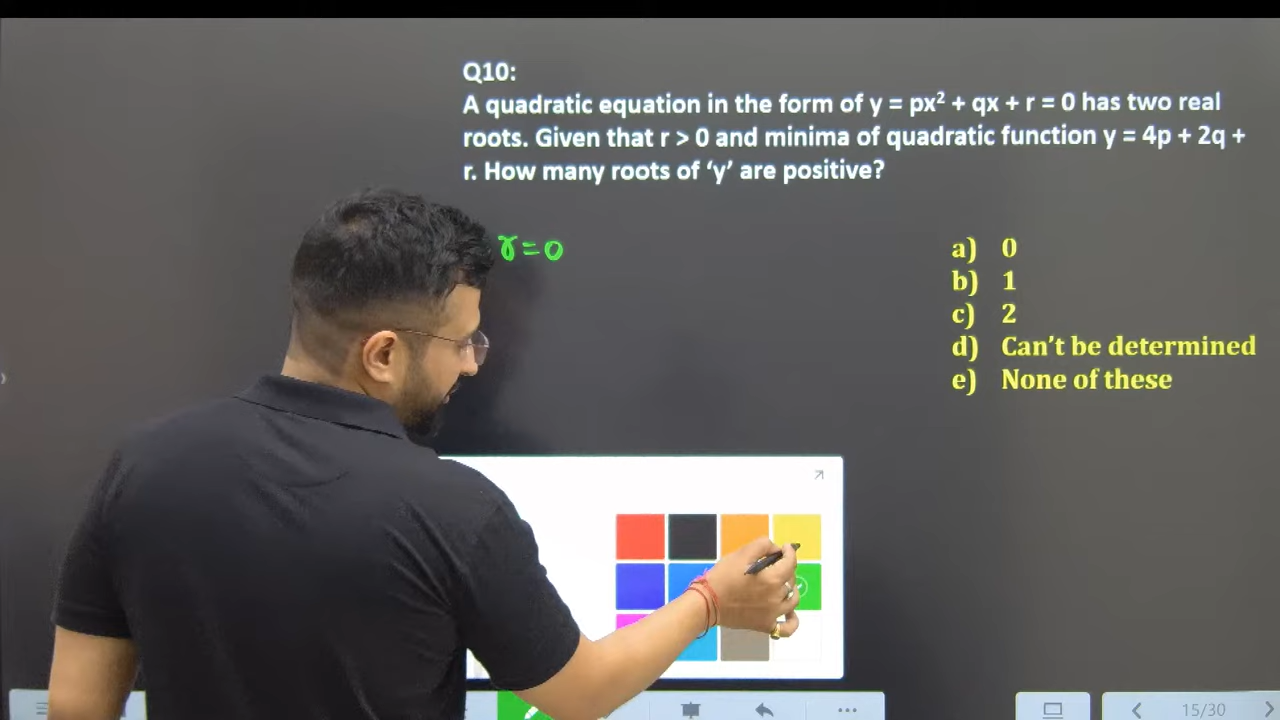 Q10:
A quadratic equation in the form of y = px² + qx + r = 0 has two real
roots. Given that r > 0 and minima of quadratic function y = 4p + 2q +
r. How many roots of ‘y’ are positive?
γ=0
a) 0
b) 1
c) 2
d) Can’t be determined
e) None of these
15/30